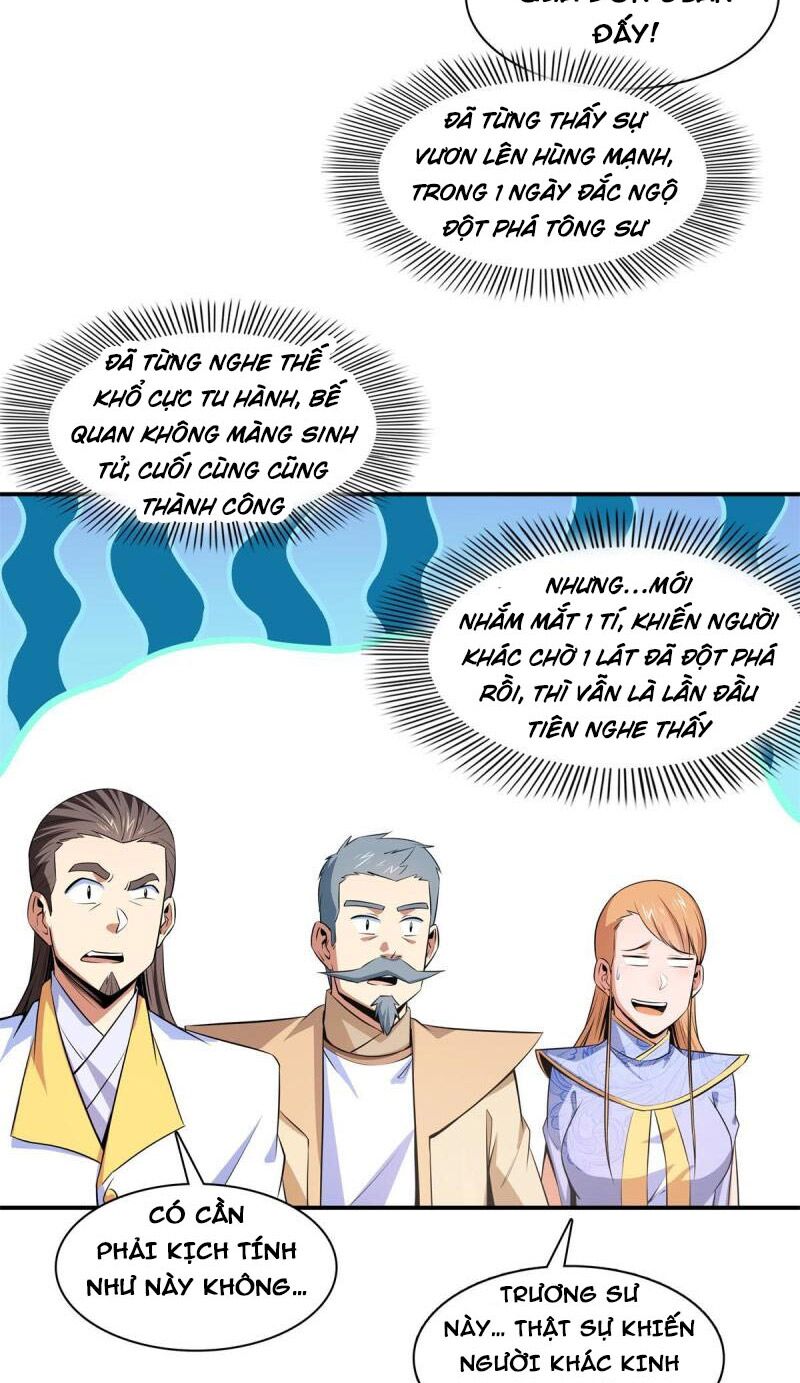 ĐẤY!
ĐÃ TỪNG THẤY SỰ
VƯƠN LÊN HÙNG MẠNH,
TRONG 1 NGÀY ĐẮC NGỘ
ĐỘT PHÁ TÔNG SƯ
ĐÃ TỪNG NGHE THẾ
KHỔ CỰC TU HÀNH, BẾ
QUAN KHÔNG MÀNG SINH
TỬ, CUỐI CÙNG CŨNG
THÀNH CÔNG
NHƯNG...MỚI
NHẮM MẮT 1 TÍ, KHIẾN NGƯỜI
KHÁC CHỜ 1 LÁT ĐÃ ĐỘT PHÁ
RỒI, THÌ VẪN LÀ LẦN ĐẦU
TIÊN NGHE THẤY
CÓ CẦN
PHẢI KỊCH TÍNH
NHƯ NÀY KHÔNG...
TRƯƠNG SƯ
NÀY... THẬT SỰ KHIẾN
NGƯỜI KHÁC KINH